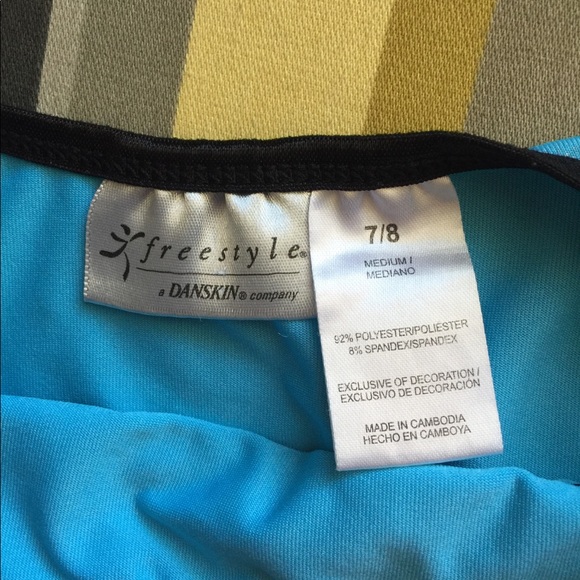 freestyle®
a DANSKIN® company
7/8
MEDIUM /
MEDIANO
92% POLYESTER/POLIESTER
8% SPANDEX/SPANDEX
EXCLUSIVE OF DECORATION /
EXCLUSIVO DE DECORACIÓN
MADE IN CAMBODIA
HECHO EN CAMBOYA